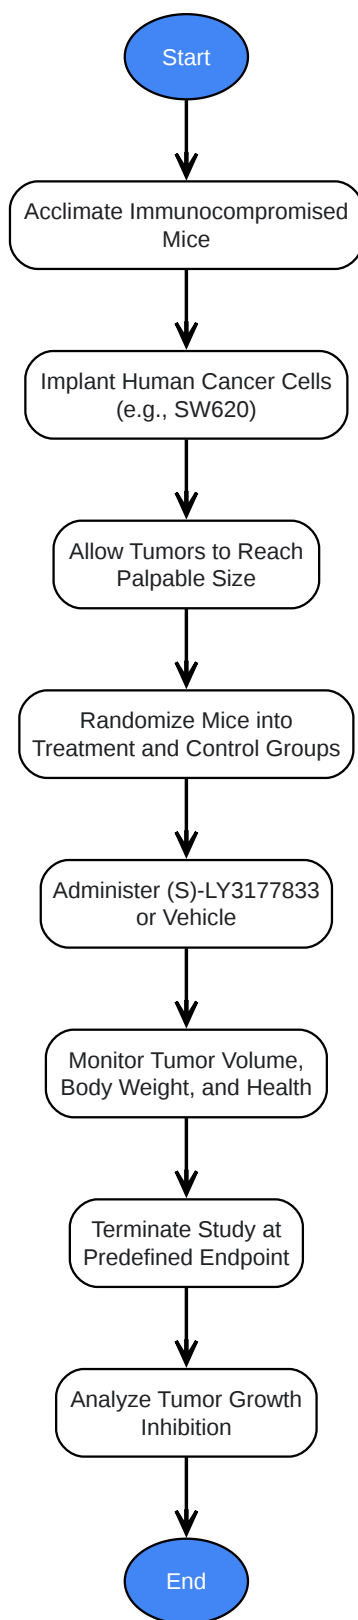 Start
Acclimate Immunocompromised
Mice
Implant Human Cancer Cells
(e.g., SW620)
Allow Tumors to Reach
Palpable Size
Randomize Mice into
Treatment and Control Groups
Administer (S)-LY3177833
or Vehicle
Monitor Tumor Volume,
Body Weight, and Health
Terminate Study at
Predefined Endpoint
Analyze Tumor Growth
Inhibition
End